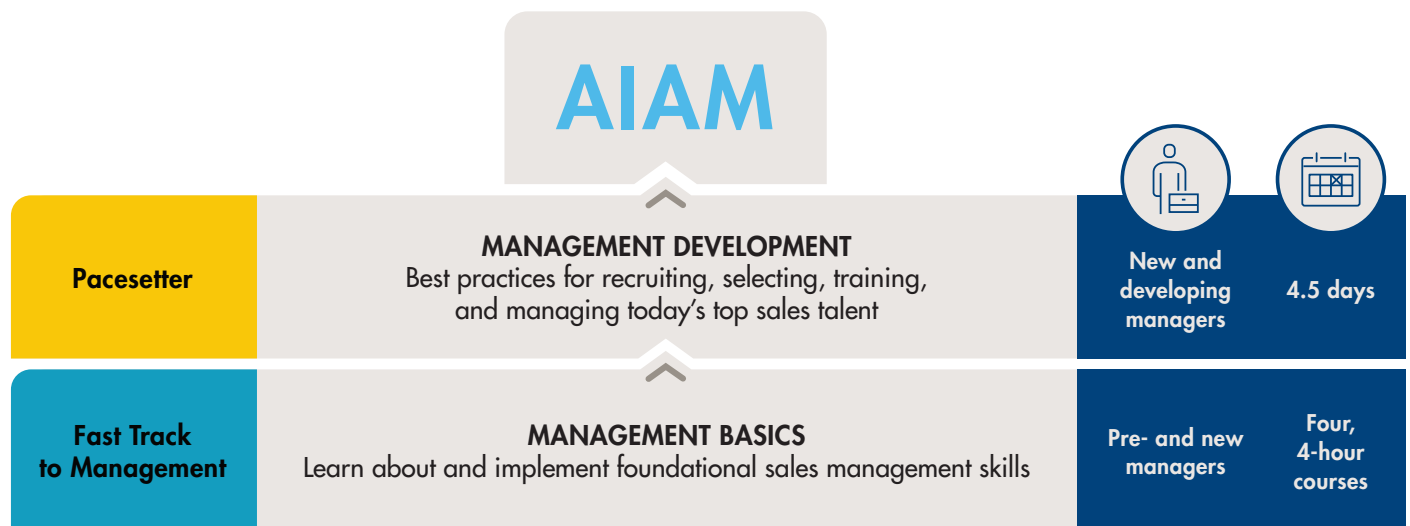 AIAM
Pacesetter
MANAGEMENT DEVELOPMENT
Best practices for recruiting, selecting, training,
and managing today’s top sales talent
New and
developing
managers
4.5 days
Fast Track
to Management
MANAGEMENT BASICS
Learn about and implement foundational sales management skills
Pre- and new
managers
Four,
4-hour
courses